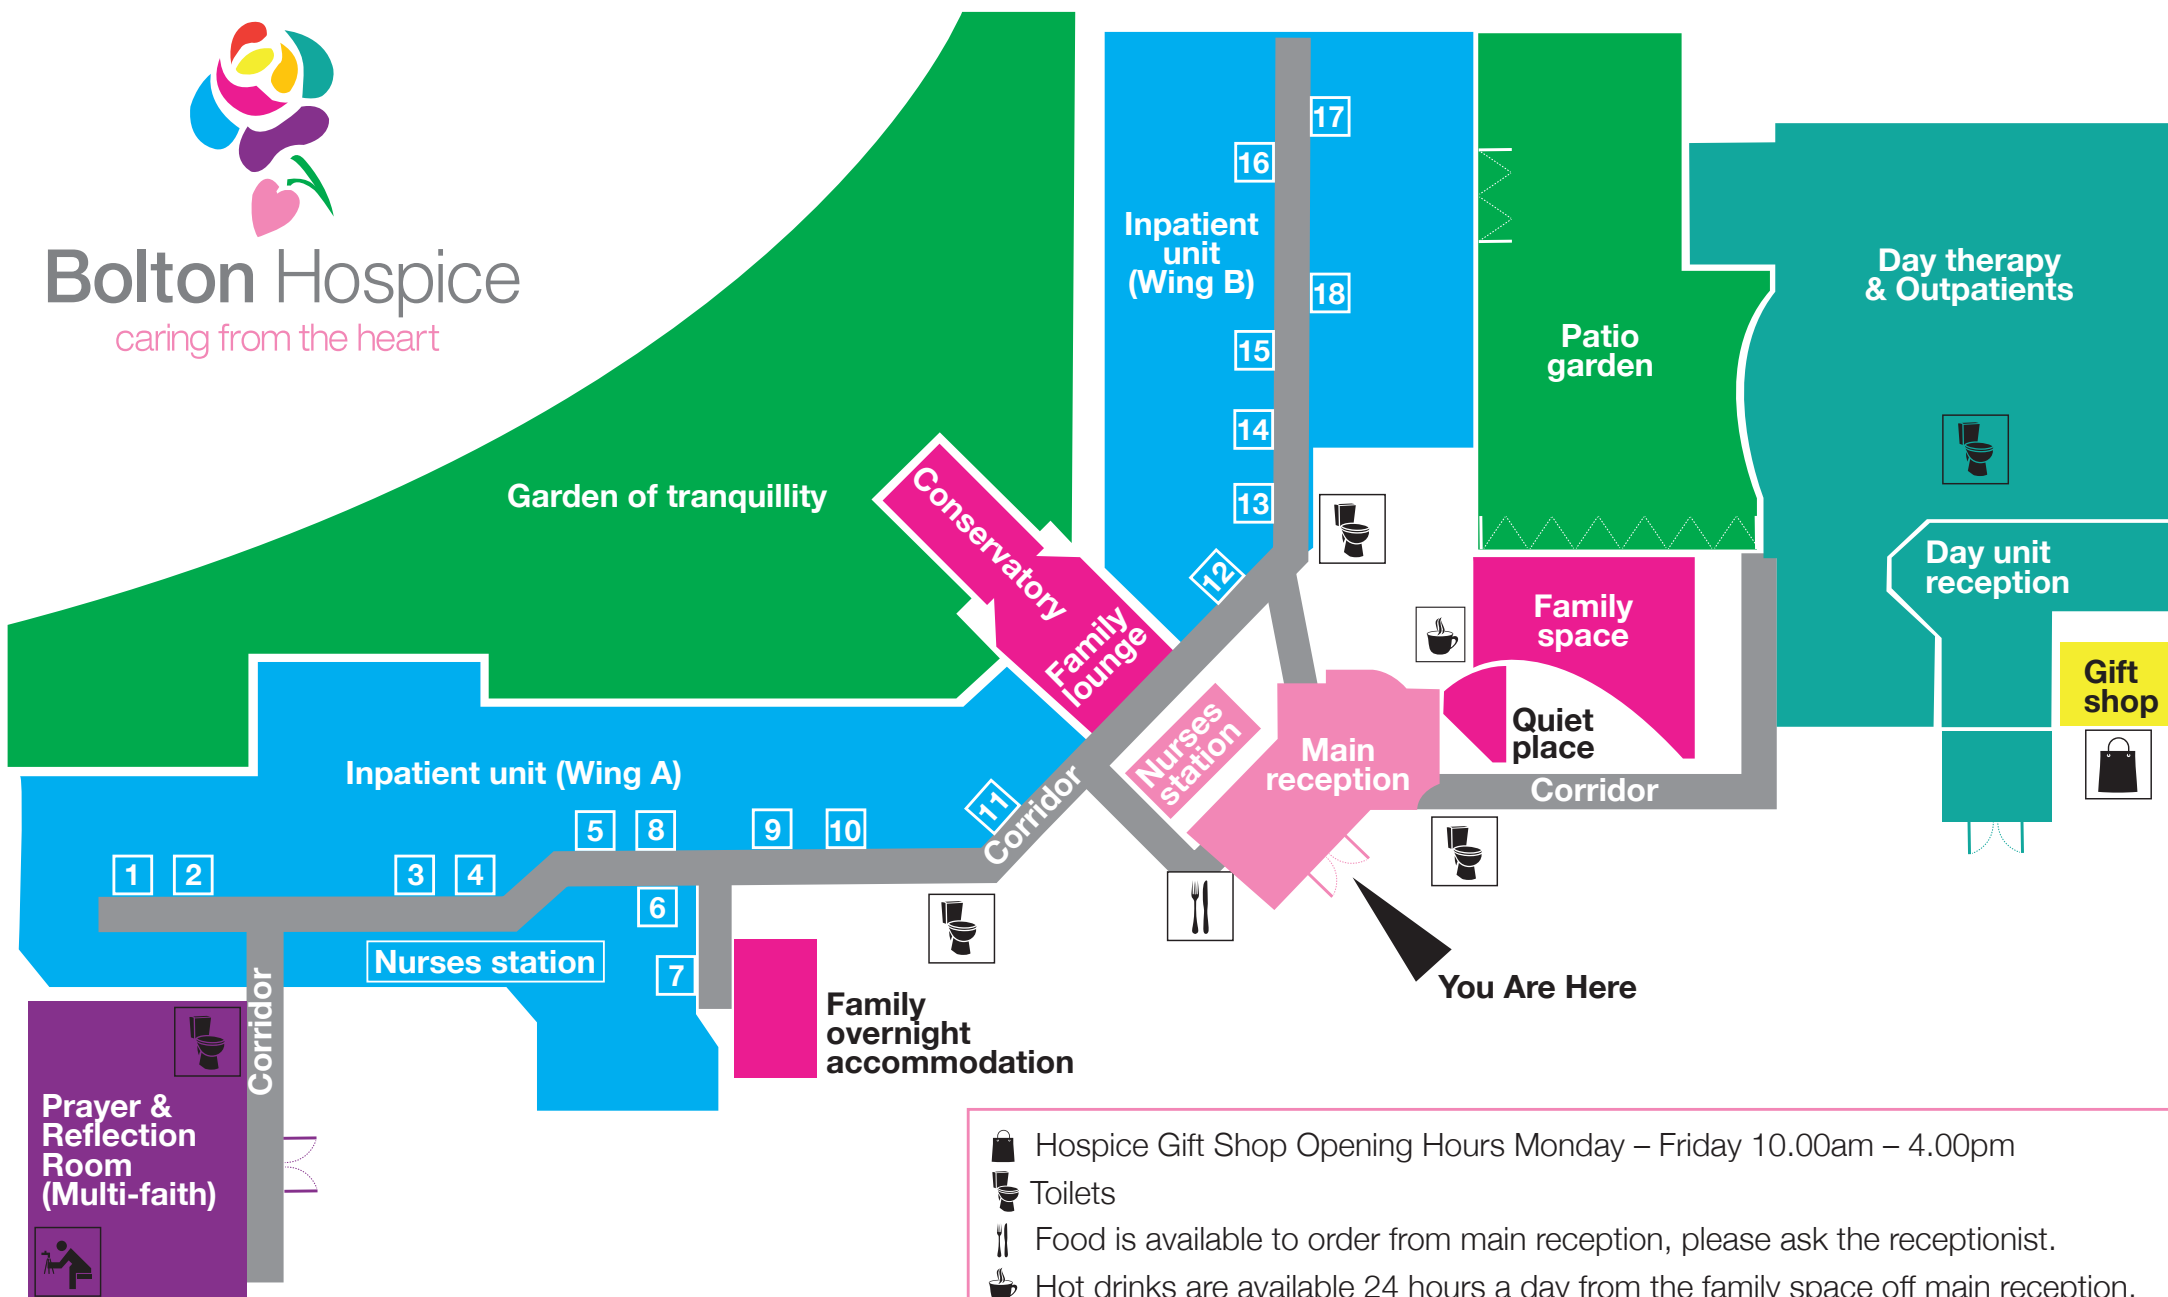 Bolton Hospice
caring from the heart
17
16
Inpatient
unit
(Wing B)
18
15
14
13
12
Patio
garden
Day therapy
& Outpatients
Garden of tranquillity
Conservatory
Family
lounge
Day unit
reception
Family
space
Gift
shop
Quiet
place
Nurses
station
Main
reception
Corridor
Inpatient unit (Wing A)
11
Corridor
5
8
9
10
1
2
3
4
6
Nurses station
7
Corridor
You Are Here
Family
overnight
accommodation
Prayer &
Reflection
Room
(Multi-faith)
Hospice Gift Shop Opening Hours Monday – Friday 10.00am – 4.00pm
Toilets
Food is available to order from main reception, please ask the receptionist.
Hot drinks are available 24 hours a day from the family space off main reception.